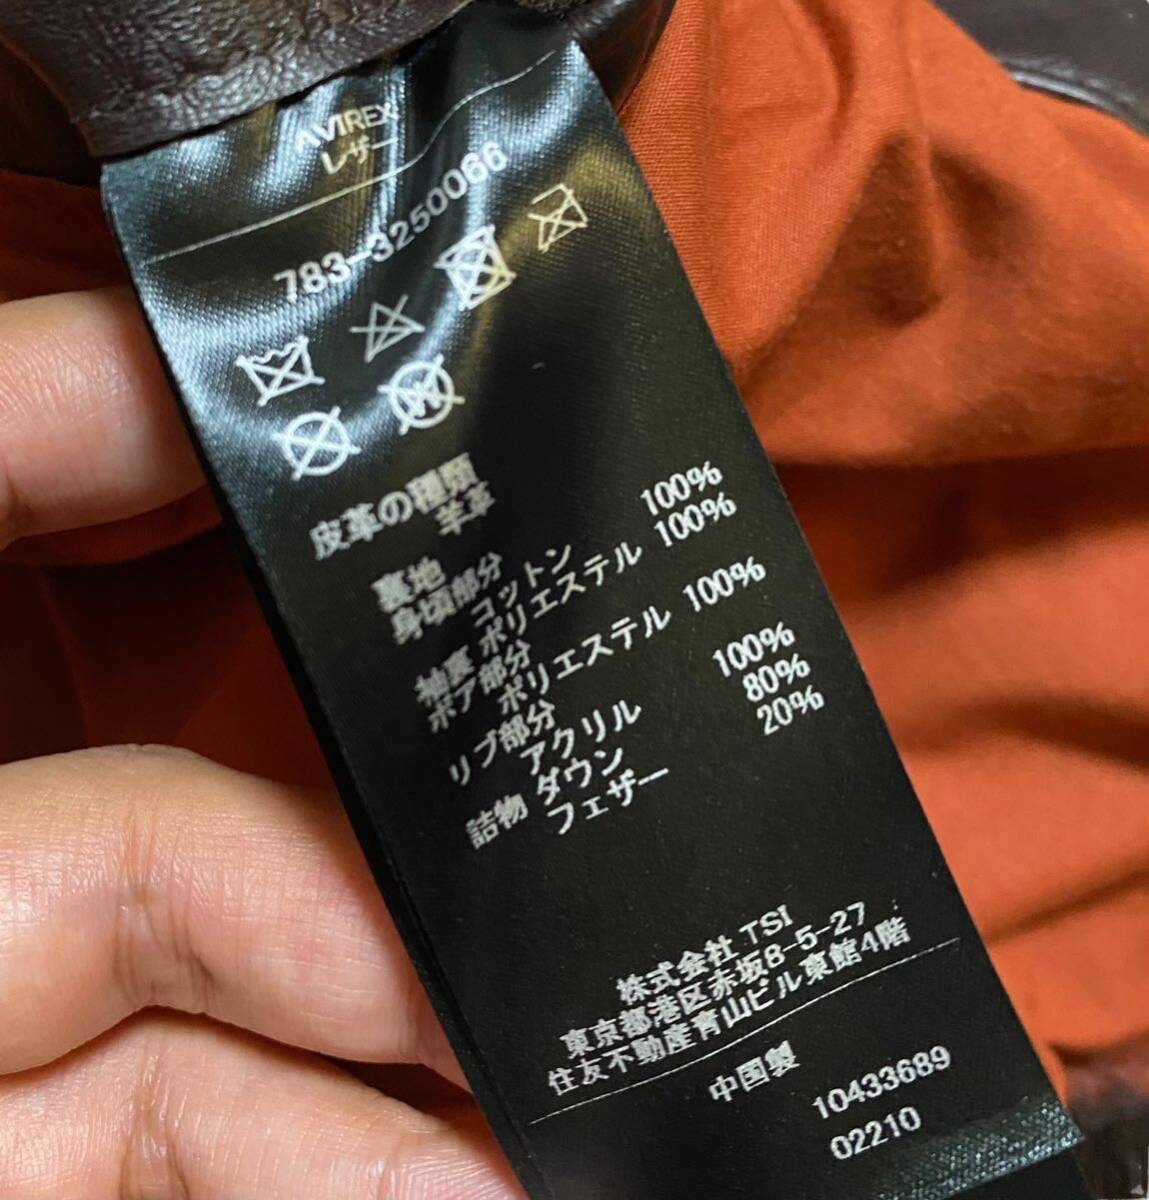 AVIREX
レザー
783-3250066
皮革の種類
羊革
裏地
身頃部分
コットン 100%
袖裏 ポリエステル 100%
ボア部分
ポリエステル 100%
リブ部分
アクリル 100%
詰物 ダウン 80%
フェザー 20%
株式会社 TSI
東京都港区赤坂8-5-27
住友不動産青山ビル東館4階
中国製
10433689
02210